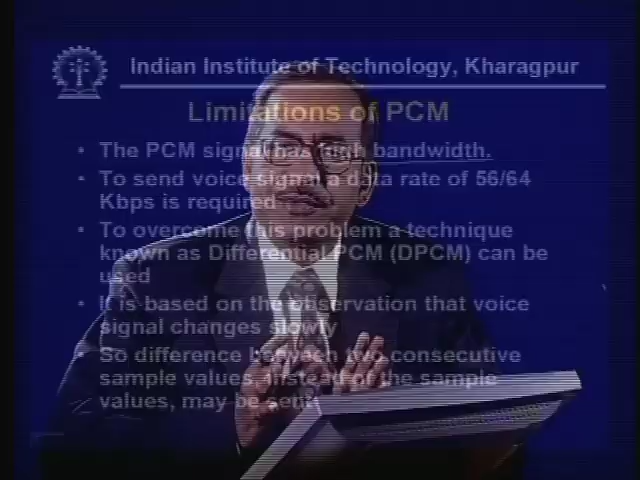 Indian Institute of Technology, Kharagpur
Limitations of PCM
• The PCM signal has high bandwidth.
• To send voice signal a data rate of 56/64
Kbps is required
• To overcome this problem a technique
known as Differential PCM (DPCM) can be
used
• It is based on the observation that voice
signal changes slowly
• So difference between two consecutive
sample values, instead of the sample
values, may be sent